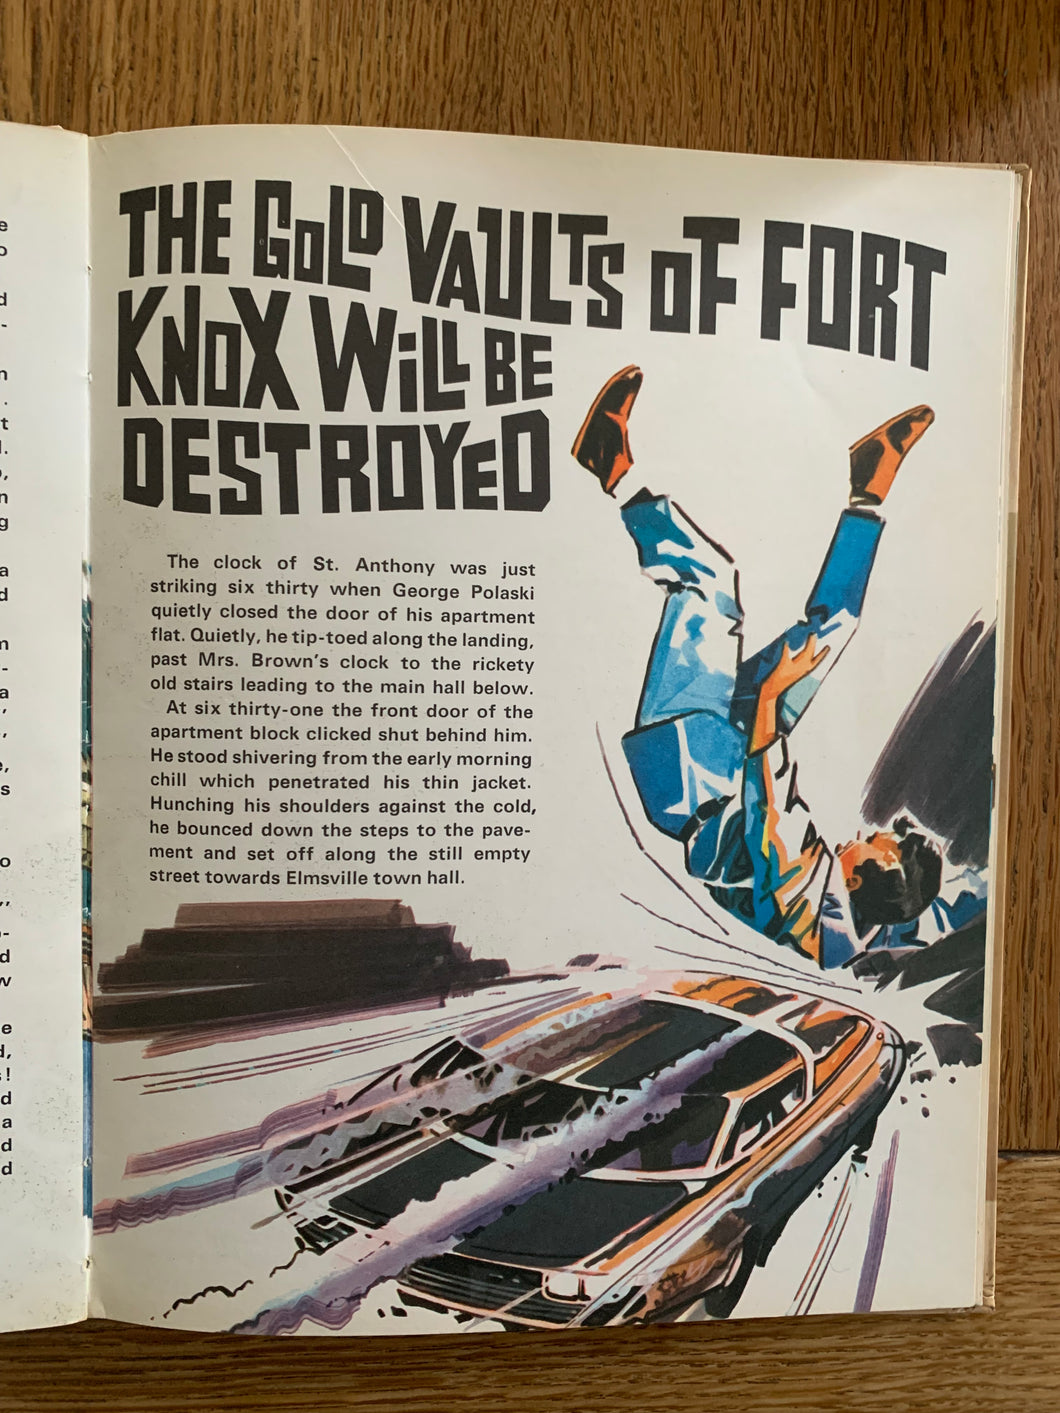 THE GOLD VAULTS OF FORT
KNOX WiLL BE
DESTROYED
The clock of St. Anthony was just
striking six thirty when George Polaski
quietly closed the door of his apartment
flat. Quietly, he tip-toed along the landing,
past Mrs. Brown's clock to the rickety
old stairs leading to the main hall below.
At six thirty-one the front door of the
apartment block clicked shut behind him.
He stood shivering from the early morning
chill which penetrated his thin jacket.
Hunching his shoulders against the cold,
he bounced down the steps to the pave-
ment and set off along the still empty
street towards Elmsville town hall.